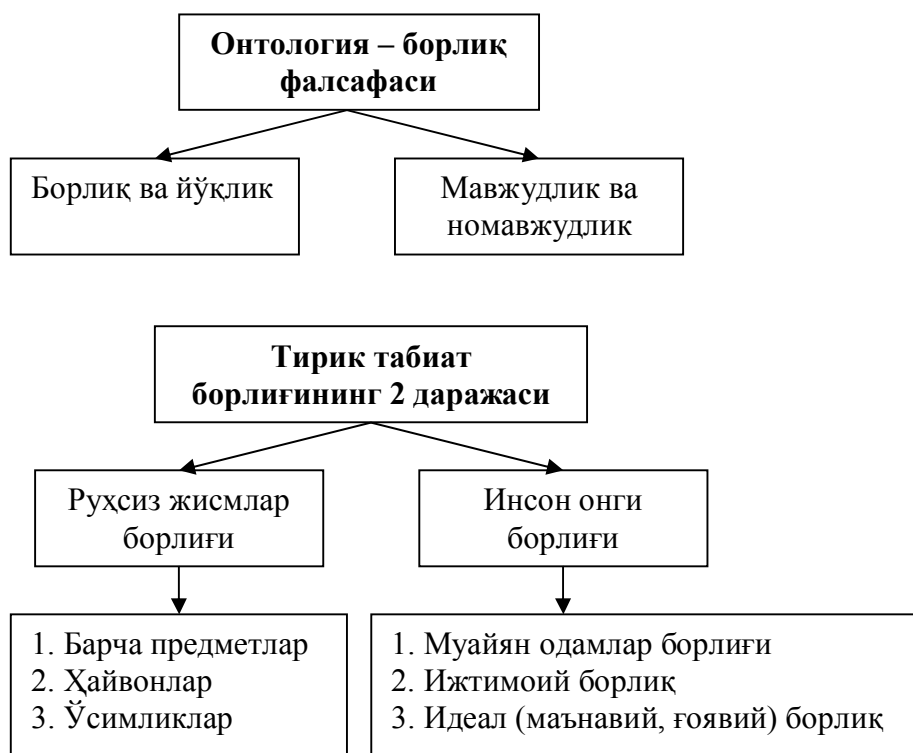 Онтология – борлиқ
фалсафаси
Борлиқ ва йўқлик
Мавжудлик ва
номавжудлик
Тирик табиат
борлиғининг 2 даражаси
Руҳсиз жисмлар
борлиғи
Инсон онги
борлиғи
1. Барча предметлар
2. Ҳайвонлар
3. Ўсимликлар
1. Муайян одамлар борлиғи
2. Ижтимоий борлиқ
3. Идеал (маънавий, ғоявий) борлиқ